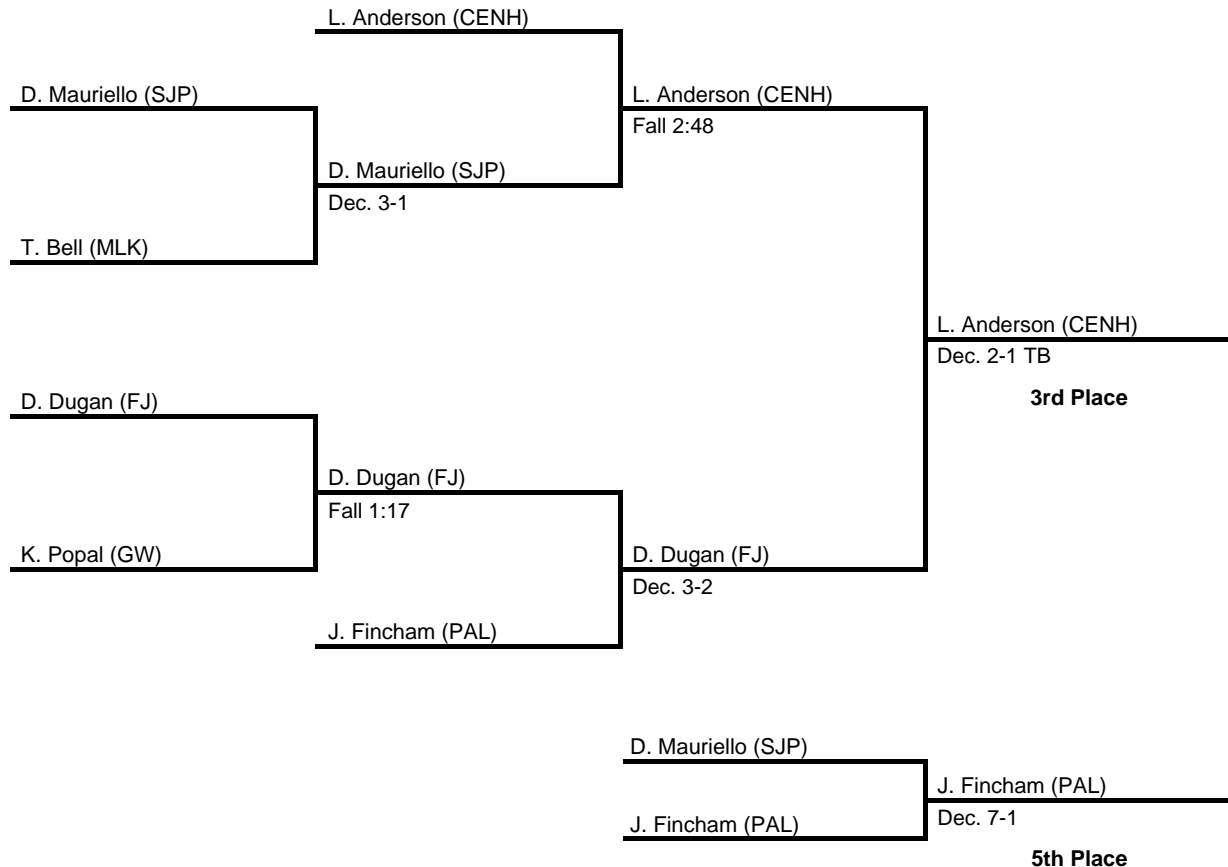 L. Anderson (CENH)
D. Mauriello (SJP)
L. Anderson (CENH)
Fall 2:48
D. Mauriello (SJP)
Dec. 3-1
T. Bell (MLK)
L. Anderson (CENH)
Dec. 2-1 TB
3rd Place
D. Dugan (FJ)
D. Dugan (FJ)
Fall 1:17
K. Popal (GW)
D. Dugan (FJ)
Dec. 3-2
J. Fincham (PAL)
D. Mauriello (SJP)
J. Fincham (PAL)
Dec. 7-1
J. Fincham (PAL)
5th Place